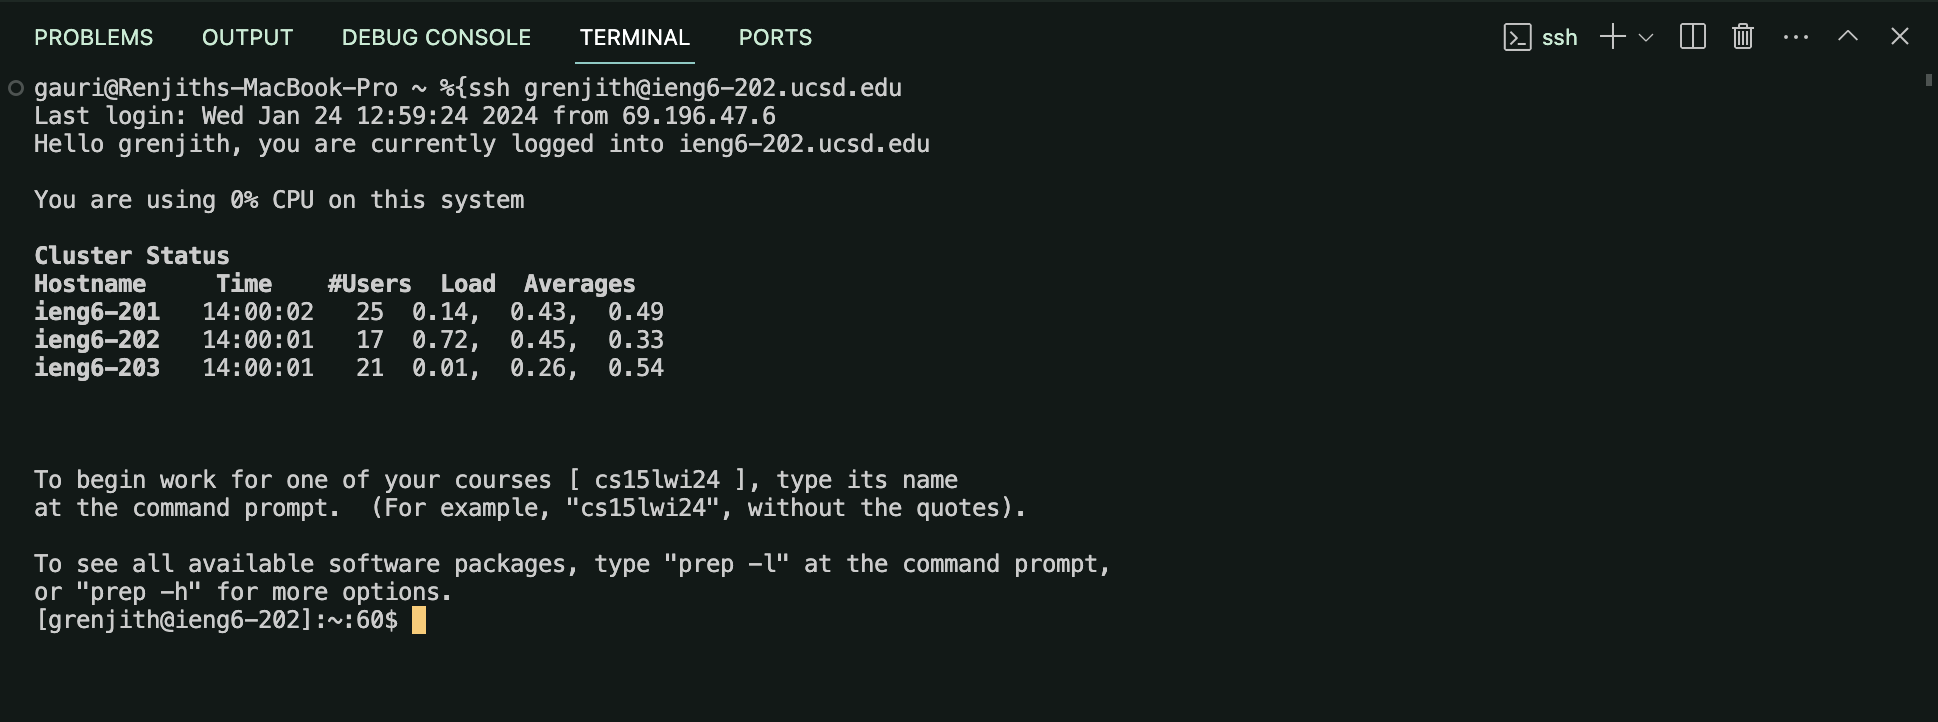 PROBLEMS OUTPUT DEBUG CONSOLE TERMINAL PORTS ssh
gauri@Renjiths-MacBook-Pro ~ %{ssh grenjith@ieng6-202.ucsd.edu
Last login: Wed Jan 24 12:59:24 2024 from 69.196.47.6
Hello grenjith, you are currently logged into ieng6-202.ucsd.edu
You are using 0% CPU on this system
Cluster Status
Hostname     Time    #Users  Load  Averages
ieng6-201   14:00:02   25  0.14,  0.43,  0.49
ieng6-202   14:00:01   17  0.72,  0.45,  0.33
ieng6-203   14:00:01   21  0.01,  0.26,  0.54
To begin work for one of your courses [ cs15lwi24 ], type its name
at the command prompt.  (For example, "cs15lwi24", without the quotes).
To see all available software packages, type "prep -l" at the command prompt,
or "prep -h" for more options.
[grenjith@ieng6-202]:~:60$